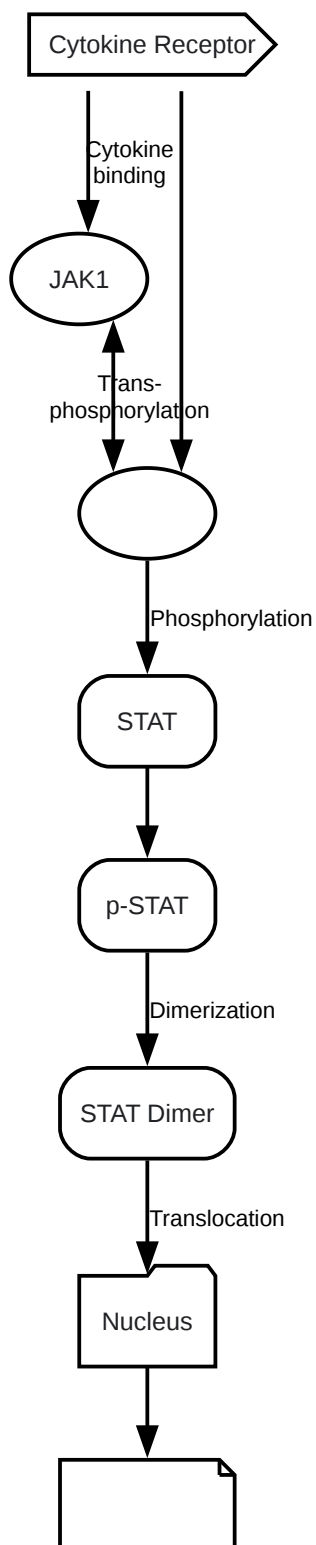 Cytokine Receptor
Cytokine
binding
JAK1
Trans-
phosphorylation
Phosphorylation
STAT
p-STAT
Dimerization
STAT Dimer
Translocation
Nucleus